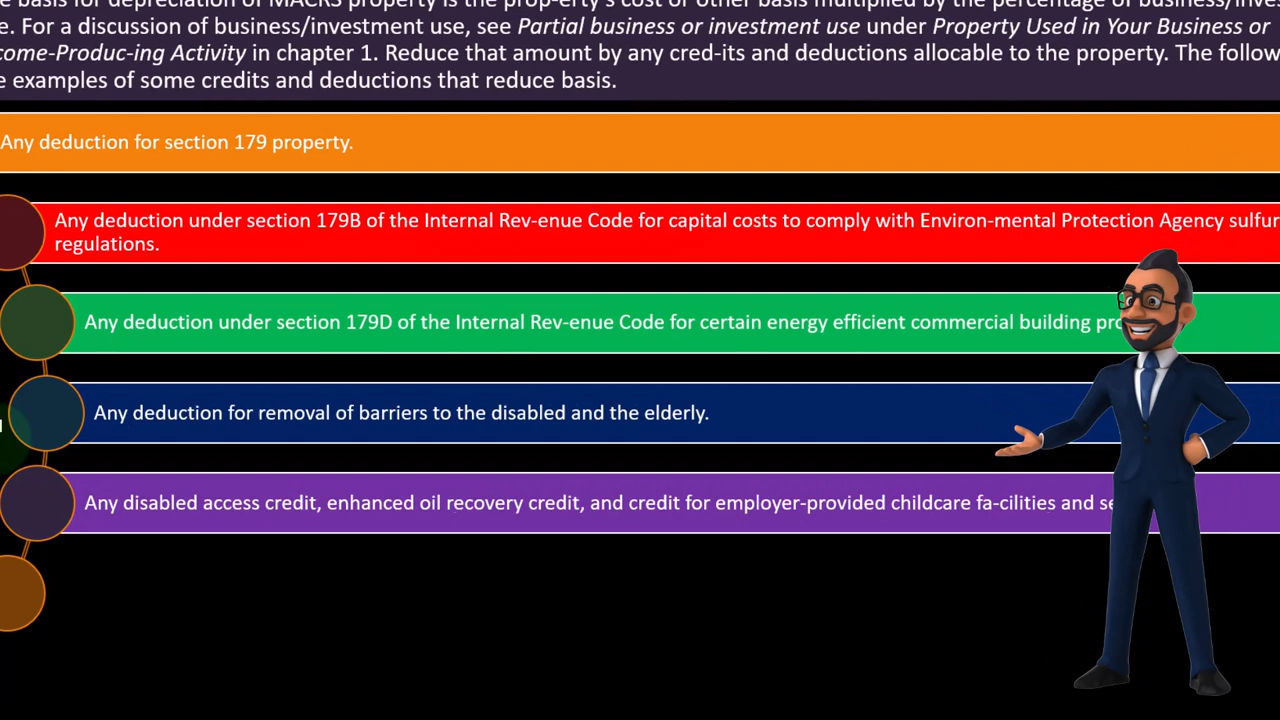 basis for depreciation of MACRS property is the prop-erty's cost or other basis multiplied by the percentage of
e. For a discussion of business/investment use, see Partial business or investment use under Property Used in Your Business or
come-Produc-ing Activity in chapter 1. Reduce that amount by any cred-its and deductions allocable to the property. The follow
e examples of some credits and deductions that reduce basis.
Any deduction for section 179 property.
Any deduction under section 179B of the Internal Rev-enue Code for capital costs to comply with Environ-mental Protection Agency sulfur
regulations.
Any deduction under section 179D of the Internal Rev-enue Code for certain energy efficient commercial building
Any deduction for removal of barriers to the disabled and the elderly.
Any disabled access credit, enhanced oil recovery credit, and credit for employer-provided childcare fa-cilities and